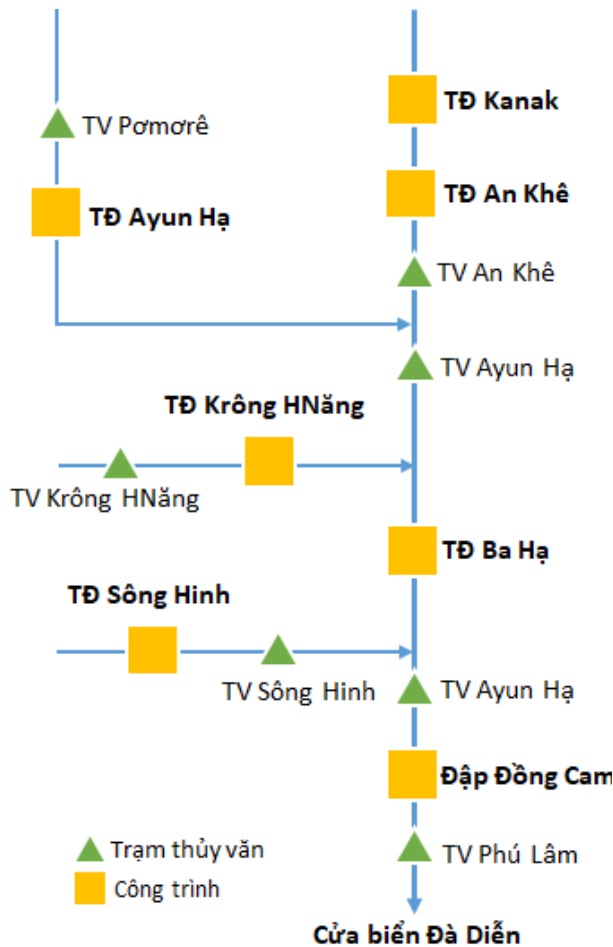 TĐ Kanak
TV Pơmơrê
TĐ An Khê
TĐ Ayun Hạ
TV An Khê
TV Ayun Hạ
TĐ Krông HNăng
TV Krông HNăng
TĐ Ba Hạ
TĐ Sông Hinh
TV Sông Hinh
TV Ayun Hạ
Đập Đồng Cam
Trạm thủy văn
TV Phú Lâm
Công trình
Cửa biển Đà Diễn